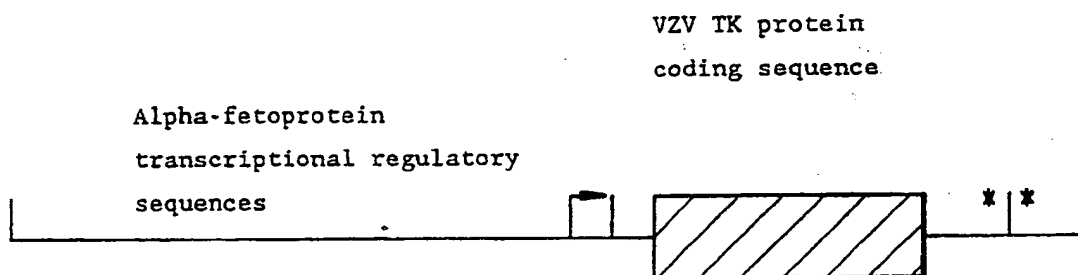 VZV TK protein
coding sequence
Alpha-fetoprotein
transcriptional regulatory
sequences
* *